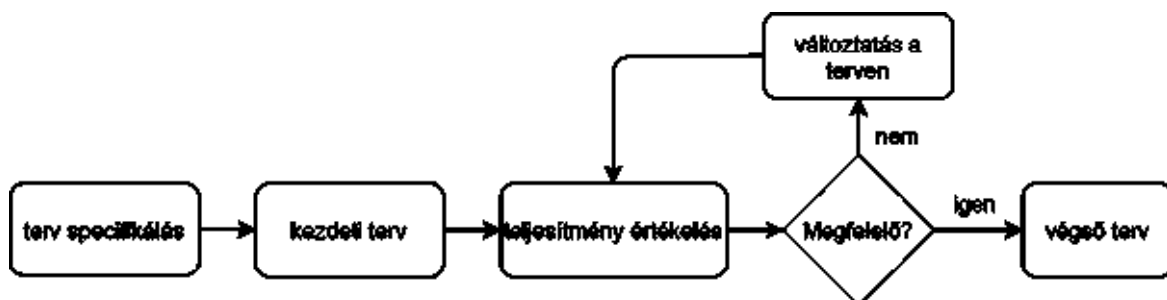 változtatás a
terven
nem
igen
terv specifikálás
kezdeti terv
teljesítmény értékelés
Megfelelő?
végső terv